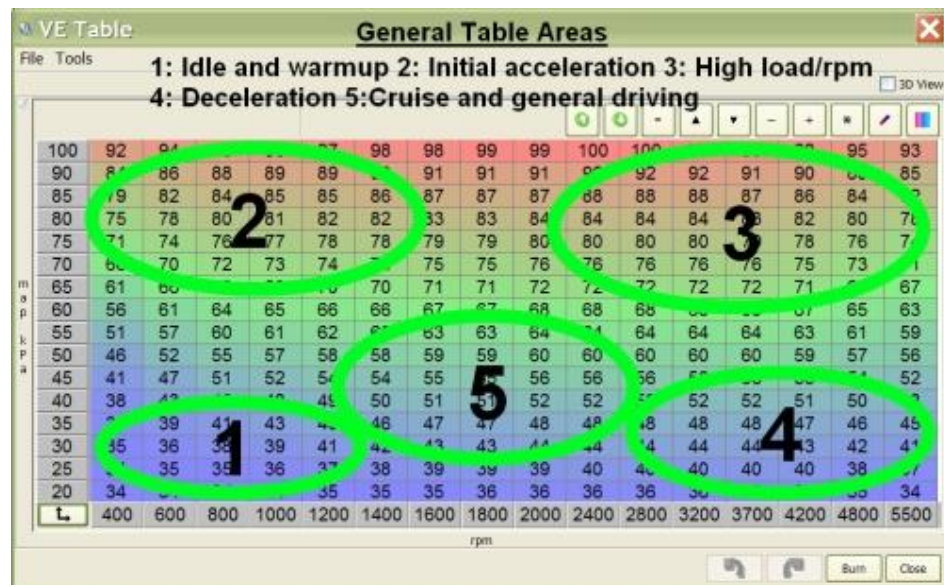 VE Table
General Table Areas
File Tools
1: Idle and warmup 2: Initial acceleration 3: High load/rpm
3D View
4: Deceleration 5:Cruise and general driving
100 92 94 98 98 99 99 100 100 95 93
90 86 88 89 89 91 91 91 92 92 91 90 85
85 79 82 84 85 85 86 87 87 87 88 88 88 87 86 84
80 75 78 80 81 82 82 83 83 84 84 84 84 82 80
75 71 74 76 77 78 78 79 79 80 80 80 80 78 76
70 70 72 73 74 75 75 76 76 76 76 76 75 73
65 61 70 71 71 72 72 72 72 72 71 67
60 56 61 64 65 66 66 67 67 68 68 68 67 65 63
55 51 57 60 61 62 63 63 64 64 64 64 64 63 61 59
50 46 52 55 57 58 58 59 59 60 60 60 60 60 59 57 56
45 41 47 51 52 54 54 55 56 56 56 52
40 38 49 50 51 51 52 52 52 52 51 50
35 39 41 43 46 47 47 48 48 48 48 47 46 45
30 35 36 39 41 42 43 43 44 44 44 44 43 42 41
25 35 35 36 37 38 39 39 39 40 40 40 40 38
20 34 35 35 35 36 36 36 36 36 34
400 600 800 1000 1200 1400 1600 1800 2000 2400 2800 3200 3700 4200 4800 5500
map kPa
rpm
1
2
3
4
5
Burn Close